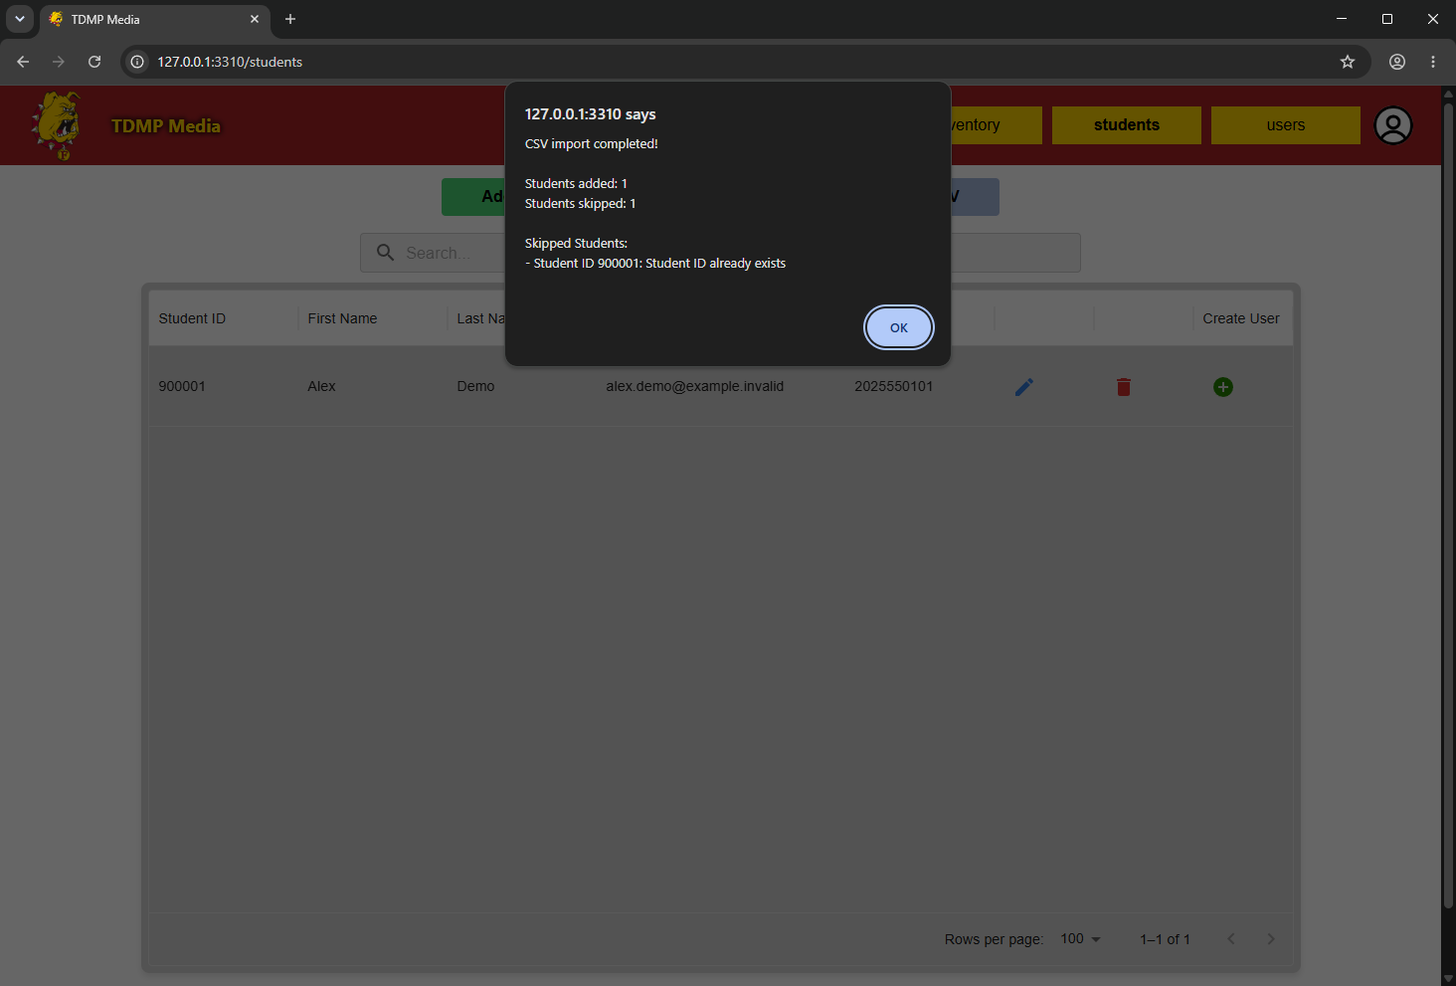 TDMP Media
127.0.0.1:3310/students
TDMP Media
ventory
students
users
127.0.0.1:3310 says
CSV import completed!
Students added: 1
Students skipped: 1
Skipped Students:
- Student ID 900001: Student ID already exists
OK
Ad
V
Search...
Student ID
First Name
Last Na
Create User
900001
Alex
Demo
alex.demo@example.invalid
2025550101
Rows per page:
100
1–1 of 1